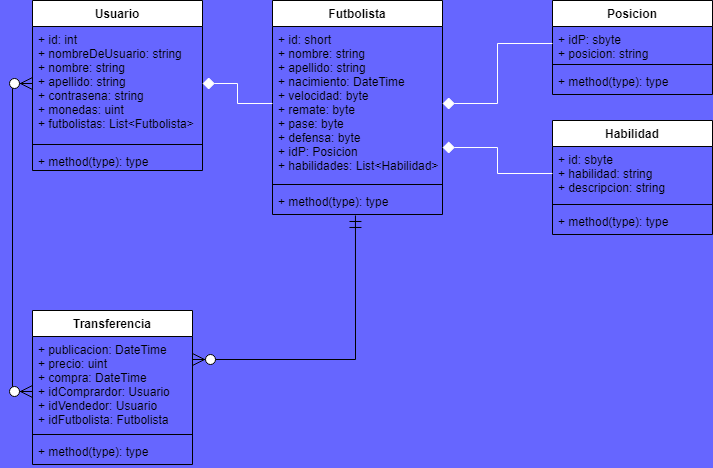 Usuario
+ id: int
+ nombreDeUsuario: string
+ nombre: string
+ apellido: string
+ contrasena: string
+ monedas: uint
+ futbolistas: List<Futbolista>
+ method(type): type
Futbolista
+ id: short
+ nombre: string
+ apellido: string
+ nacimiento: DateTime
+ velocidad: byte
+ remate: byte
+ pase: byte
+ defensa: byte
+ idP: Posicion
+ habilidades: List<Habilidad>
+ method(type): type
Posicion
+ idP: sbyte
+ posicion: string
+ method(type): type
Habilidad
+ id: sbyte
+ habilidad: string
+ descripcion: string
+ method(type): type
Transferencia
+ publicacion: DateTime
+ precio: uint
+ compra: DateTime
+ idComprardor: Usuario
+ idVendedor: Usuario
+ idFutbolista: Futbolista
+ method(type): type